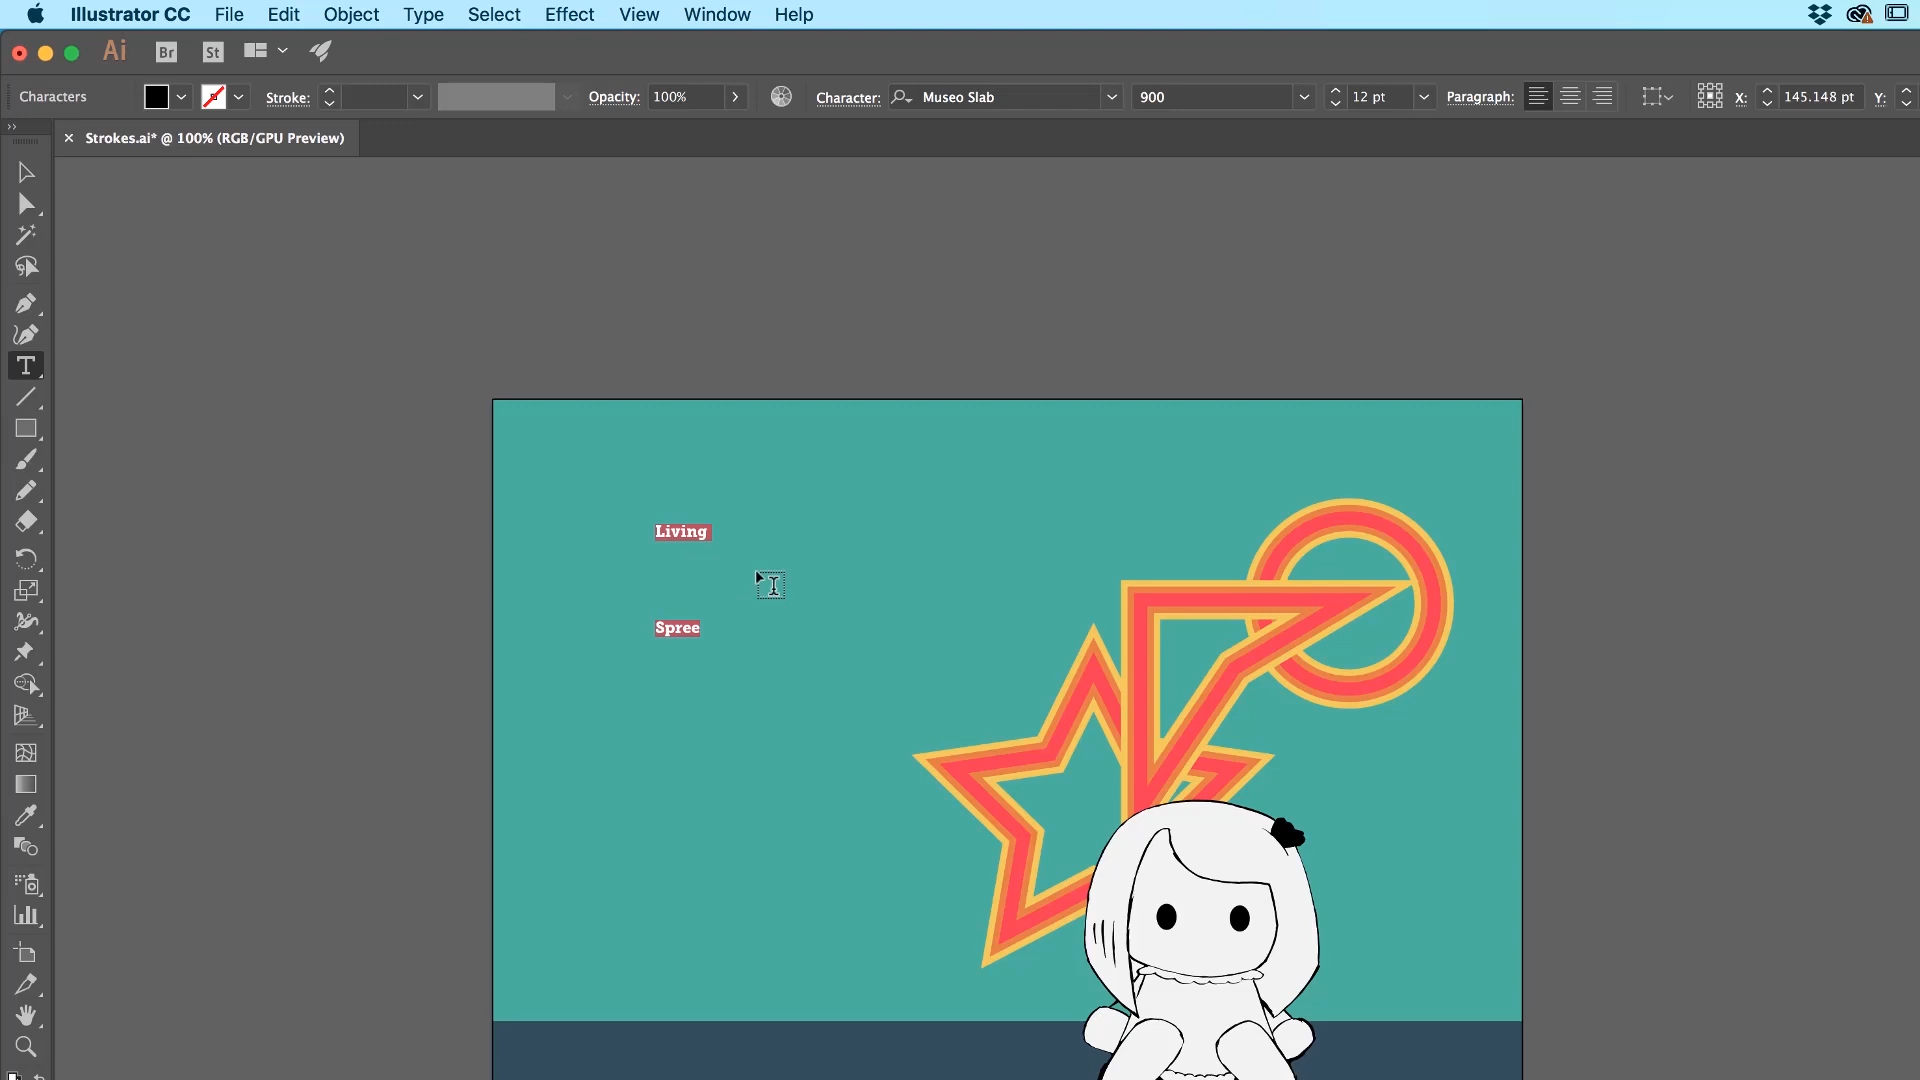 Illustrator CC File Edit Object Type Select Effect View Window Help
Ai Br St
Characters Stroke: Opacity: 100% Character: Museo Slab 900 12 pt Paragraph: X: 145.148 pt Y:
× Strokes.ai* @ 100% (RGB/GPU Preview)
T
Living
Spree